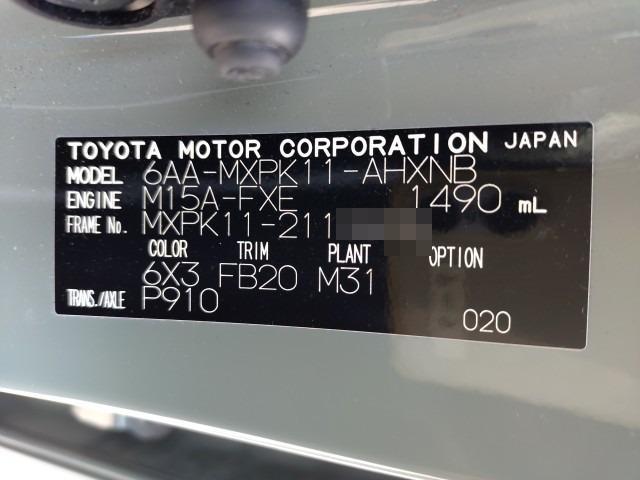 TOYOTA MOTOR CORPORATION JAPAN
MODEL 6AA-MXPK11-AHXNB
ENGINE M15A-FXE 1490 mL
FRAME No. MXPK11-211
COLOR TRIM PLANT OPTION
6X3 FB20 M31
TRANS./AXLE P910
020